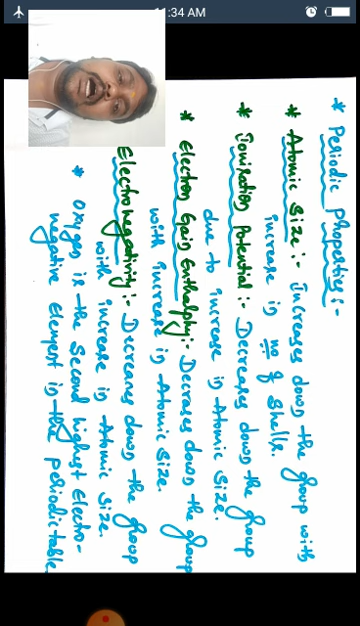 11:34 AM
* Periodic Properties:-
* Atomic Size:- increases down the group with
increase in no of shells.
* Ionisation Potential:- Decreases down the group
due to increase in Atomic size.
* Electron Gain Enthalphy:- Decreases down the group
with increase in Atomic size.
Electronegativity:- Decreases down the group
with increase in Atomic size.
* Oxygen is the second highest Electro-
negative Element in the periodic table.